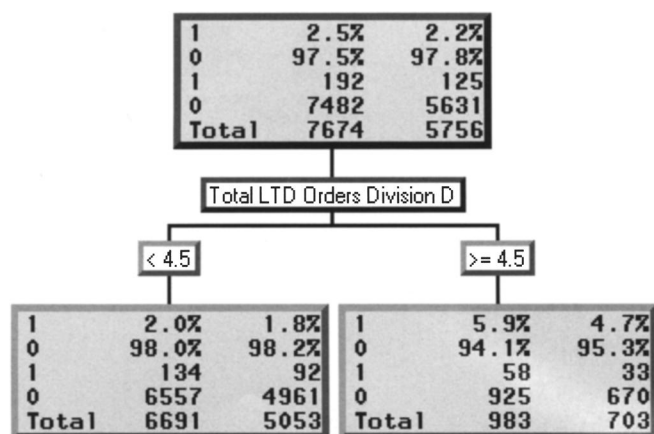 1 2.5% 2.2%
0 97.5% 97.8%
1 192 125
0 7482 5631
Total 7674 5756
Total LTD Orders Division D
< 4.5
>= 4.5
1 2.0% 1.8%
0 98.0% 98.2%
1 134 92
0 6557 4961
Total 6691 5053
1 5.9% 4.7%
0 94.1% 95.3%
1 58 33
0 925 670
Total 983 703